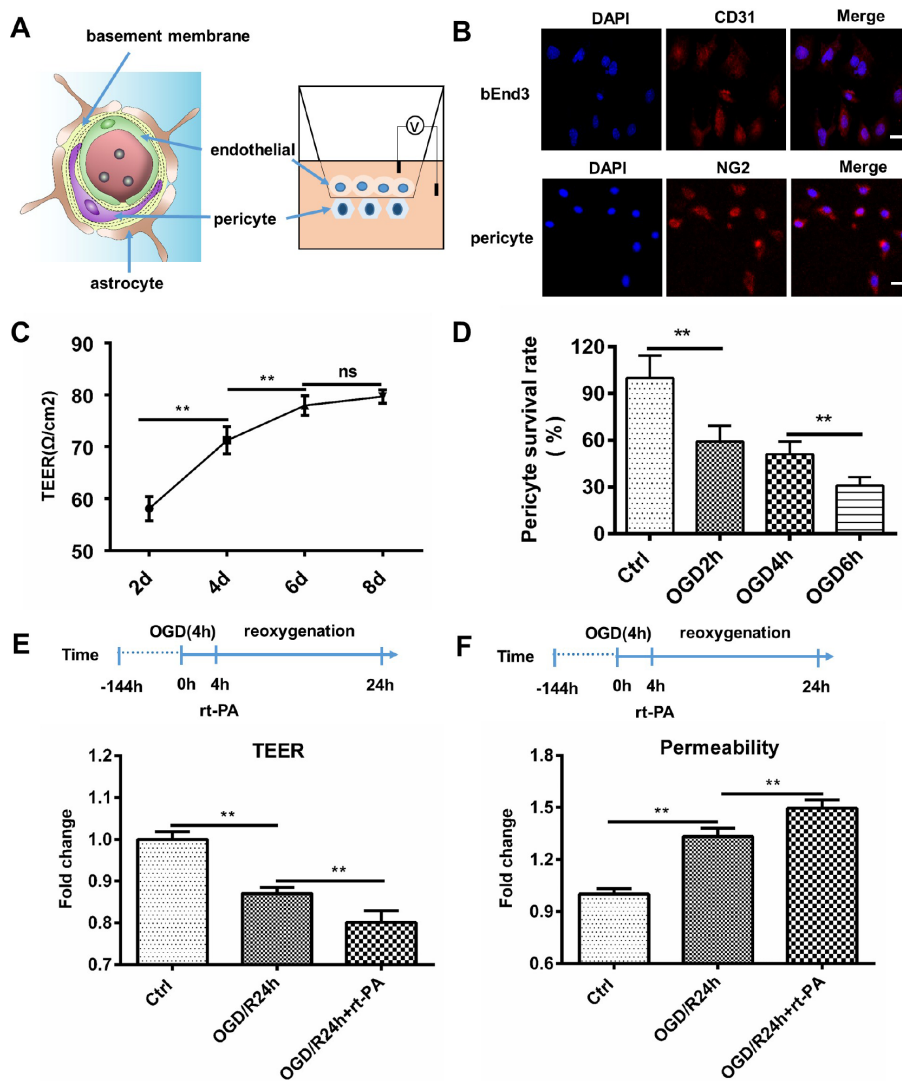 A
basement membrane
endothelial
pericyte
astrocyte
V
B
DAPI CD31 Merge
bEnd3
DAPI NG2 Merge
pericyte
C
TEER(Ω/cm2)
90
80
70
60
50
** ** ns
2d 4d 6d 8d
D
Pericyte survival rate
( %)
120
90
60
30
0
** **
Ctrl OGD2h OGD4h OGD6h
E
OGD(4h) reoxygenation
Time
-144h 0h 4h 24h
rt-PA
TEER
Fold change
1.2
1.1
1.0
0.9
0.8
0.7
** **
Ctrl OGD/R24h OGD/R24h+rt-PA
F
OGD(4h) reoxygenation
Time
-144h 0h 4h 24h
rt-PA
Permeability
Fold change
1.8
1.5
1.2
0.9
0.6
** **
Ctrl OGD/R24h OGD/R24h+rt-PA